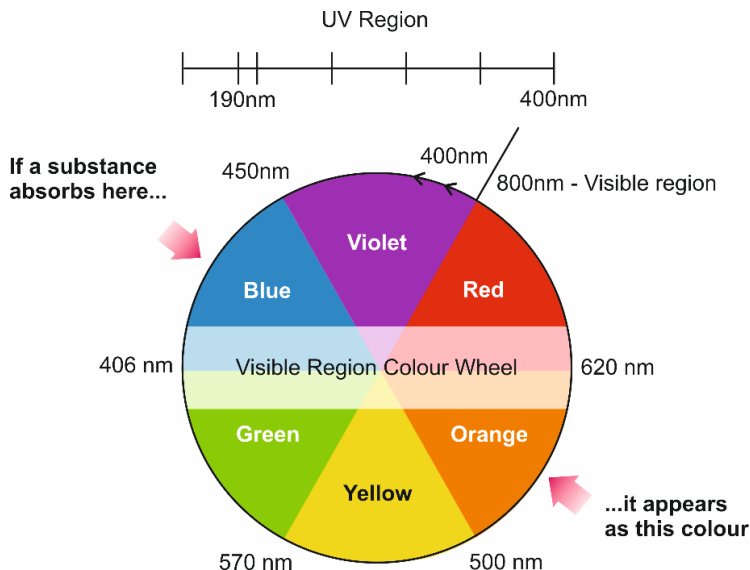 UV Region
190nm
400nm
If a substance
absorbs here...
450nm
400nm
800nm - Visible region
Violet
Blue
Red
406 nm
Visible Region Colour Wheel
620 nm
Green
Orange
Yellow
...it appears
as this colour
570 nm
500 nm